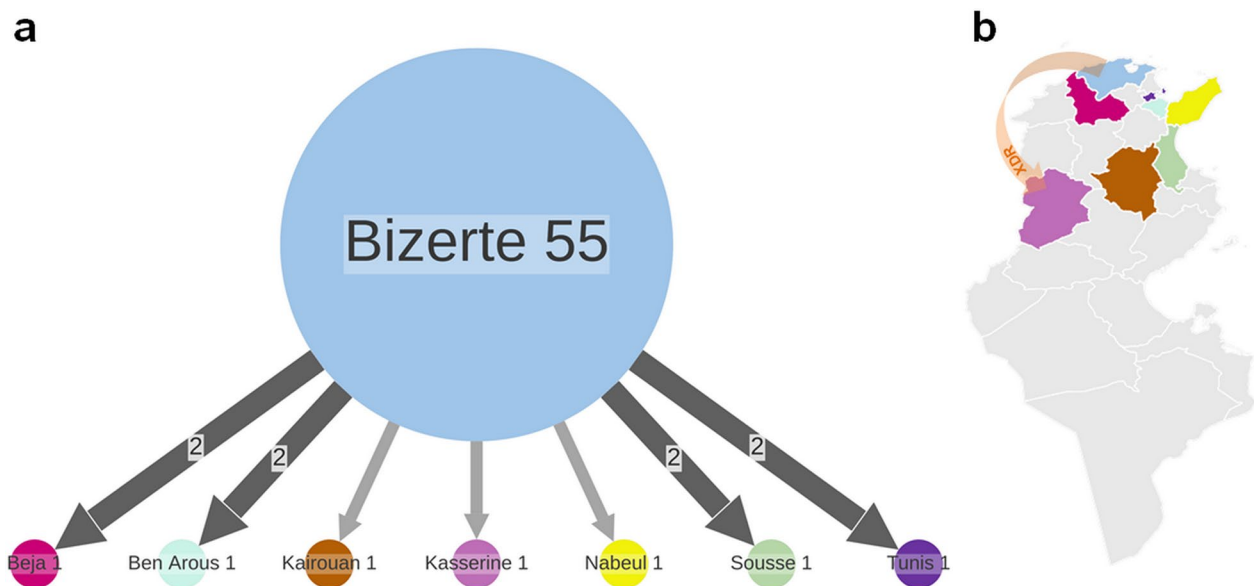 a
b
XDR
Bizerte 55
2
2
2
2
Beja 1
Ben Arous 1
Kairouan 1
Kasserine 1
Nabeul 1
Sousse 1
Tunis 1